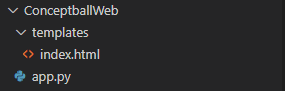 ConceptballWeb
templates
<> index.html
app.py